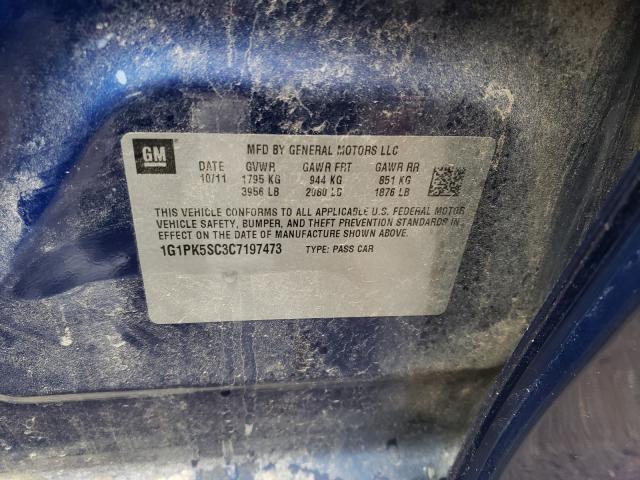 GM
MFD BY GENERAL MOTORS LLC
DATE GVWR GAWR FRT GAWR RR
10/11 1795 KG 944 KG 851 KG
3956 LB 2080 LB 1876 LB
THIS VEHICLE CONFORMS TO ALL APPLICABLE U.S. FEDERAL MOTOR
VEHICLE SAFETY, BUMPER, AND THEFT PREVENTION STANDARDS IN
EFFECT ON THE DATE OF MANUFACTURE SHOWN ABOVE.
1G1PK5SC3C7197473 TYPE: PASS CAR